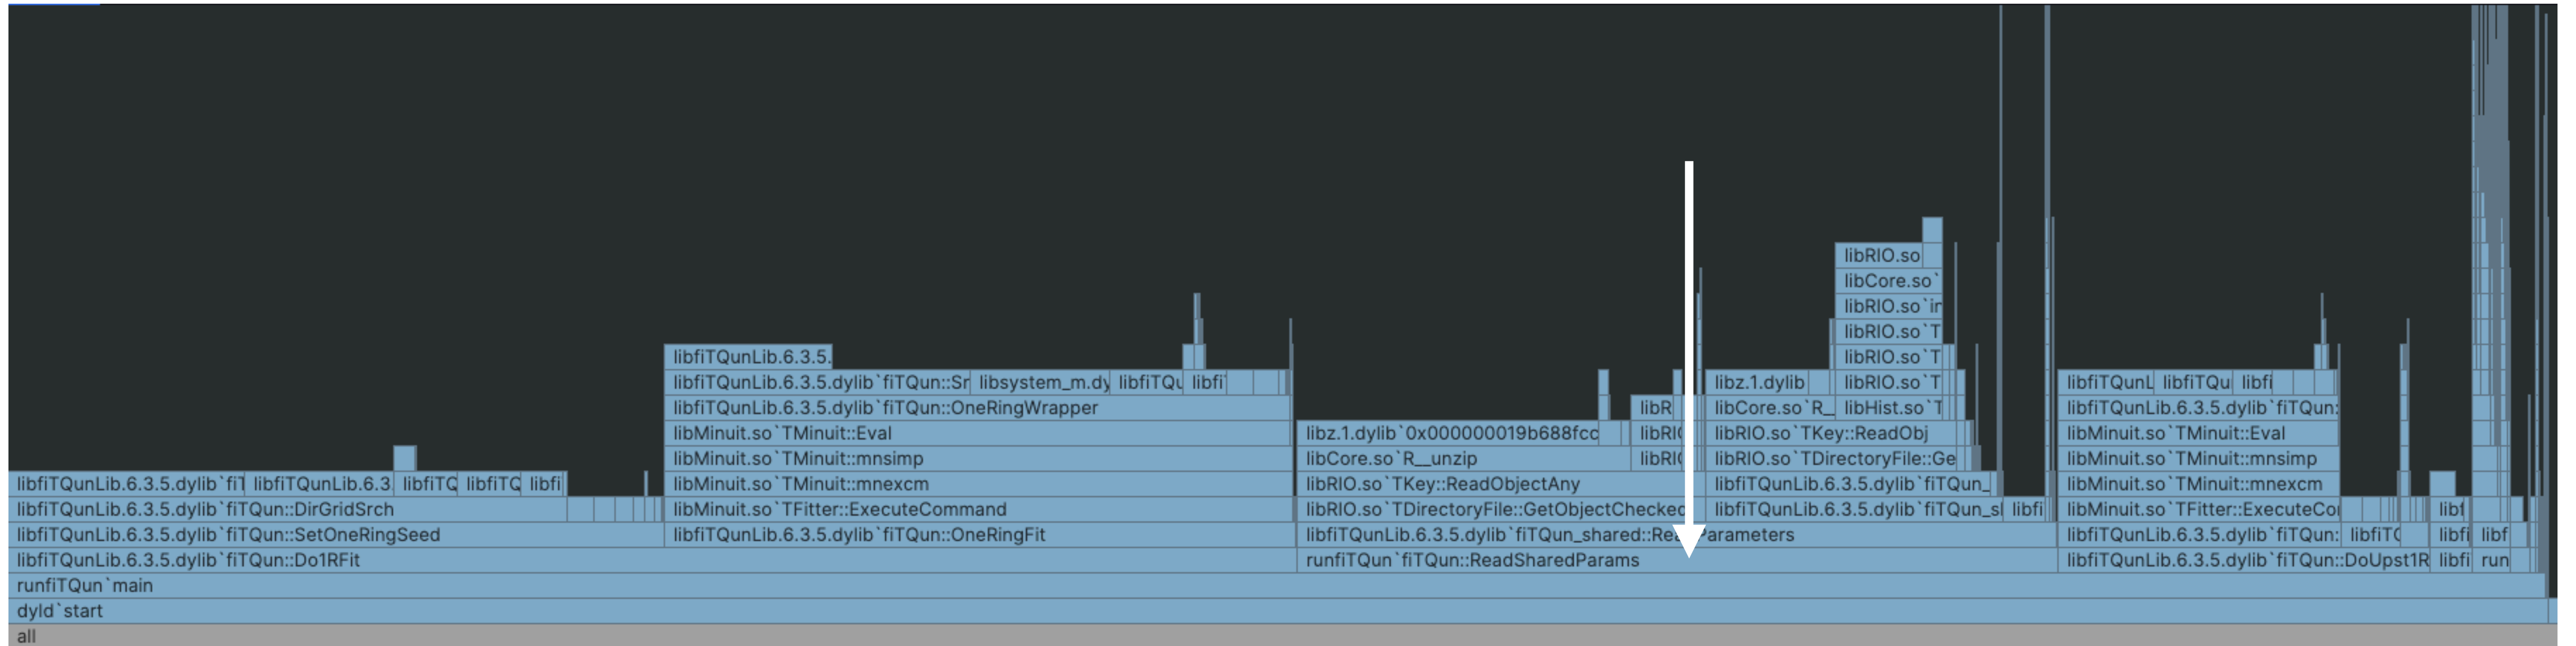 libRIO.so
libCore.so`
libRIO.so`in
libRIO.so`T
libfiTQunLib.6.3.5. libRIO.so`T
libfiTQunLib.6.3.5.dylib`fiTQun::Sr libsystem_m.dy libfiTQu libfi libz.1.dylib libRIO.so`T libfiTQunL libfiTQu libfi
libfiTQunLib.6.3.5.dylib`fiTQun::OneRingWrapper libR libCore.so`R_ libHist.so`T libfiTQunLib.6.3.5.dylib`fiTQun:
libMinuit.so`TMinuit::Eval libz.1.dylib`0x000000019b688fcc libRI libRIO.so`TKey::ReadObj libMinuit.so`TMinuit::Eval
libMinuit.so`TMinuit::mnsimp libCore.so`R__unzip libRI libRIO.so`TDirectoryFile::Ge libMinuit.so`TMinuit::mnsimp
libfiTQunLib.6.3.5.dylib`fiT libfiTQunLib.6.3 libfiTQ libfiTQ libfi libMinuit.so`TMinuit::mnexcm libRIO.so`TKey::ReadObjectAny libfiTQunLib.6.3.5.dylib`fiTQun_ libMinuit.so`TMinuit::mnexcm
libfiTQunLib.6.3.5.dylib`fiTQun::DirGridSrch libMinuit.so`TFitter::ExecuteCommand libRIO.so`TDirectoryFile::GetObjectChecked libfiTQunLib.6.3.5.dylib`fiTQun_s libfi libMinuit.so`TFitter::ExecuteCo libf
libfiTQunLib.6.3.5.dylib`fiTQun::SetOneRingSeed libfiTQunLib.6.3.5.dylib`fiTQun::OneRingFit libfiTQunLib.6.3.5.dylib`fiTQun_shared::Rea Parameters libfiTQunLib.6.3.5.dylib`fiTQun: libfiTQ libfi libf
libfiTQunLib.6.3.5.dylib`fiTQun::Do1RFit runfiTQun`fiTQun::ReadSharedParams libfiTQunLib.6.3.5.dylib`fiTQun::DoUpst1R libfi run
runfiTQun`main
dyld`start
all